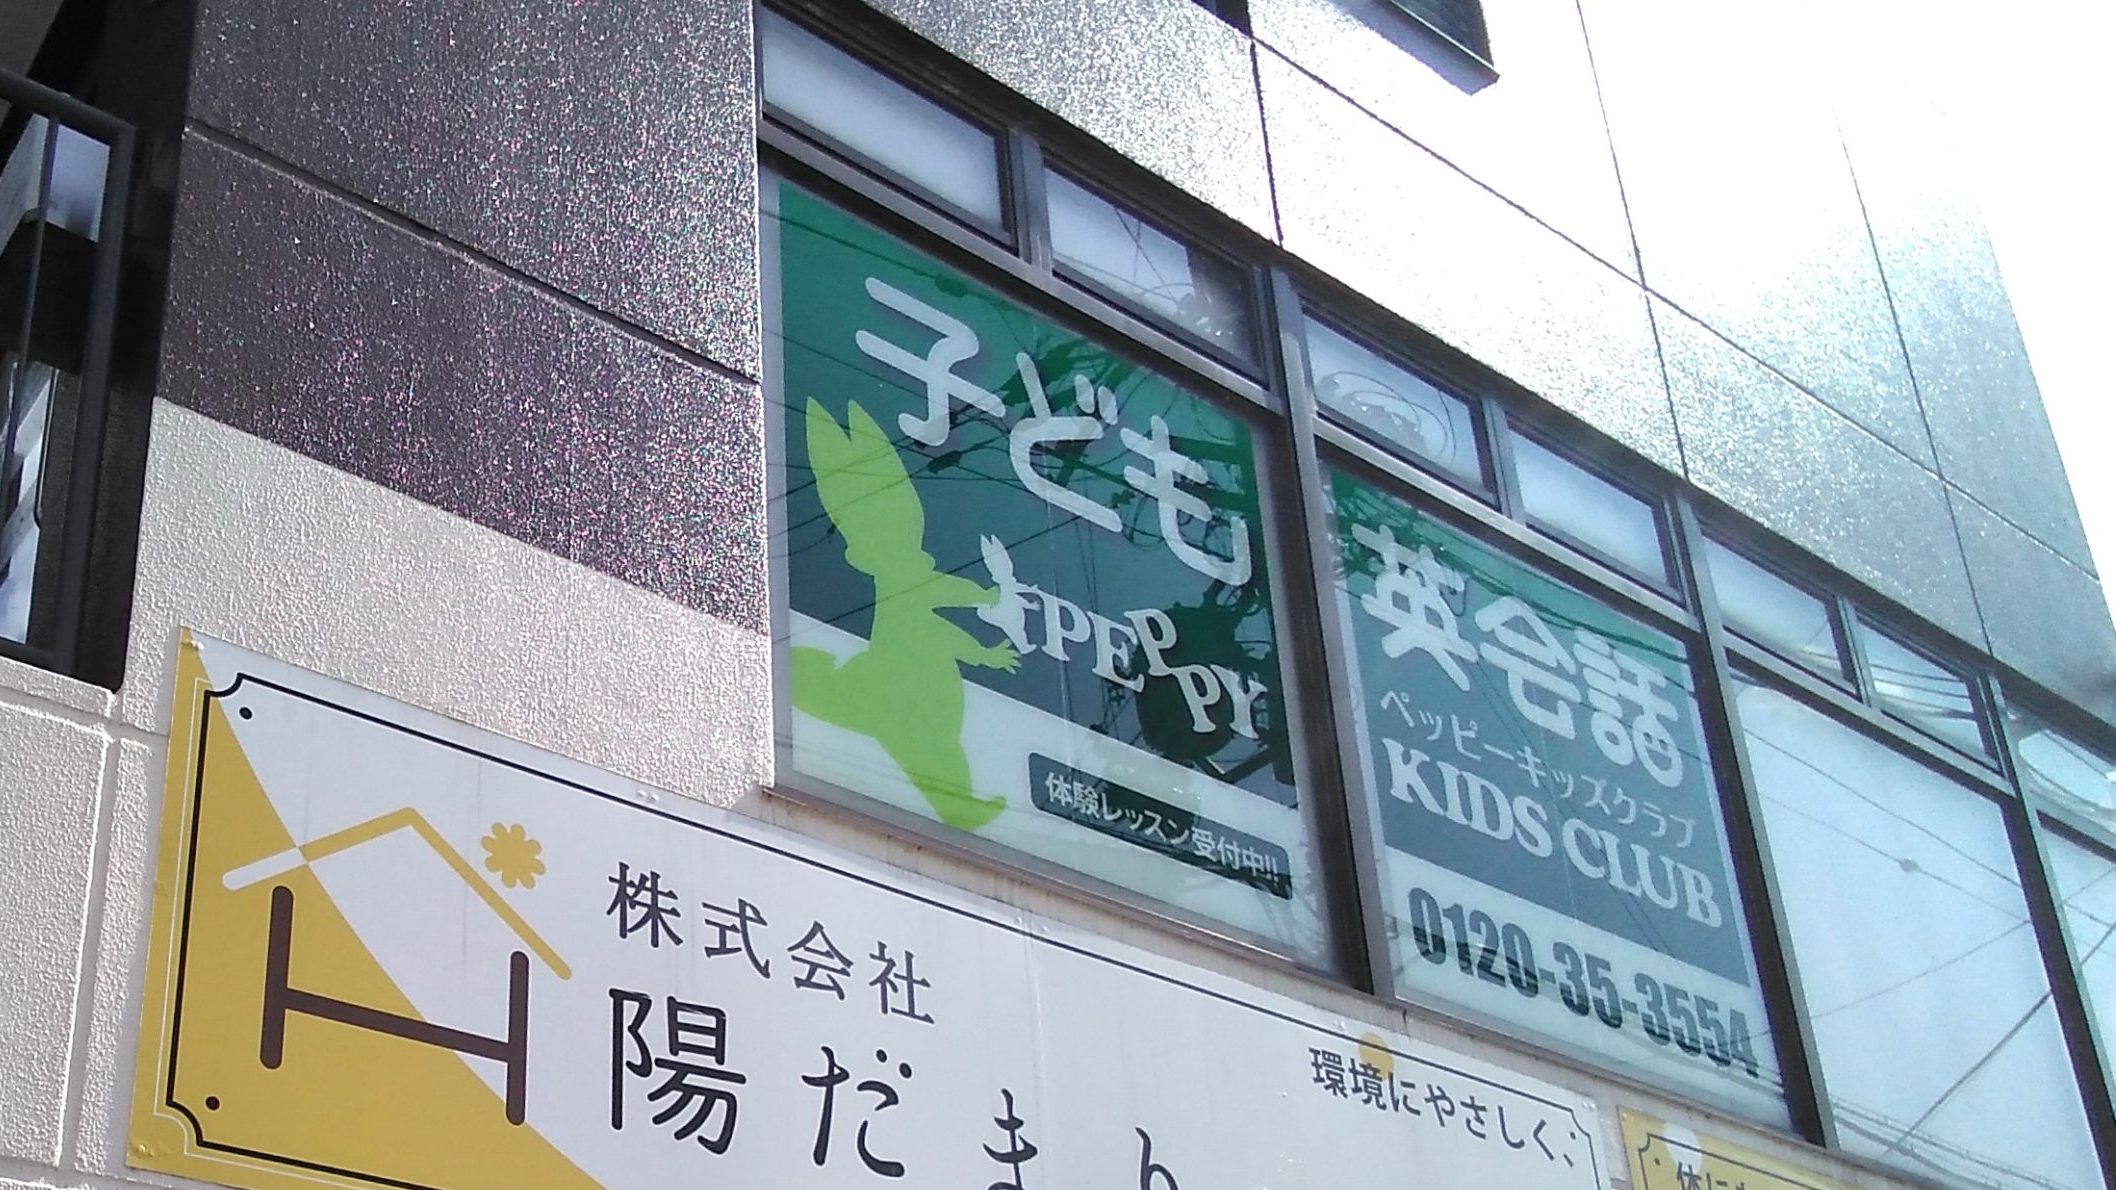 子ども
PEPPY
体験レッスン受付中!!
英会話
ペッピーキッズクラブ
KIDS CLUB
0120-35-3554
株式会社
陽だまり
環境にやさしく、